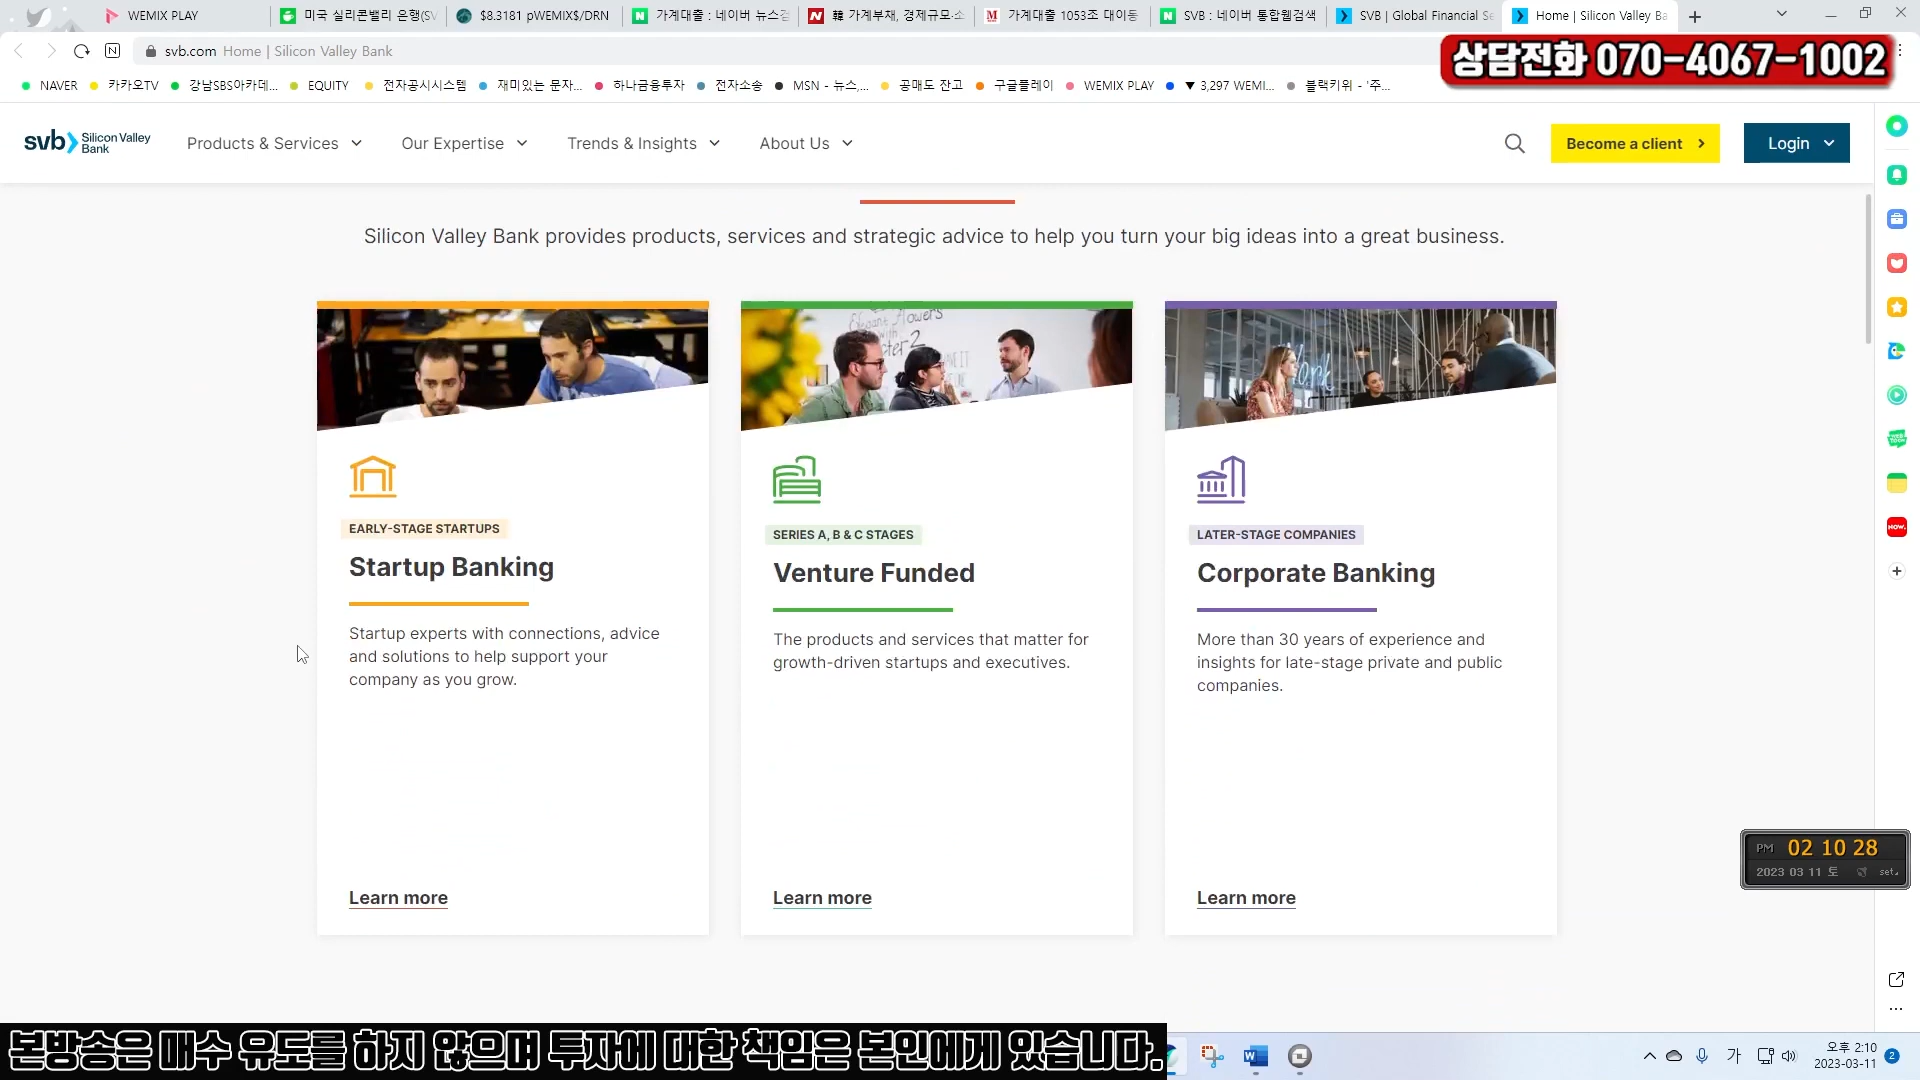 WEMIX PLAY
미국 실리콘밸리 은행(SV
$8.3181 pWEMIX$/DRN
가계대출 : 네이버 뉴스검
韓 가계부채, 경제규모·소
가계대출 1053조 대이동
SVB : 네이버 통합웹검색
SVB | Global Financial Se
Home | Silicon Valley Ba
svb.com Home | Silicon Valley Bank
상담전화 070-4067-1002
NAVER
카카오TV
강남SBS아카데...
EQUITY
전자공시시스템
재미있는 문자...
하나금융투자
전자소송
MSN - 뉴스,...
공매도 잔고
구글플레이
WEMIX PLAY
▼ 3,297 WEMI...
블랙키위 - '주...
svb Silicon Valley
Bank
Products & Services
Our Expertise
Trends & Insights
About Us
Become a client
Login
Silicon Valley Bank provides products, services and strategic advice to help you turn your big ideas into a great business.
EARLY-STAGE STARTUPS
Startup Banking
Startup experts with connections, advice
and solutions to help support your
company as you grow.
Learn more
SERIES A, B & C STAGES
Venture Funded
The products and services that matter for
growth-driven startups and executives.
Learn more
LATER-STAGE COMPANIES
Corporate Banking
More than 30 years of experience and
insights for late-stage private and public
companies.
Learn more
NOW.
PM 02 10 28
2023 03 11 토 set
본방송은 매수 유도를 하지 않으며 투자에 대한 책임은 본인에게 있습니다.
가
오후 2:10
2023-03-11
2